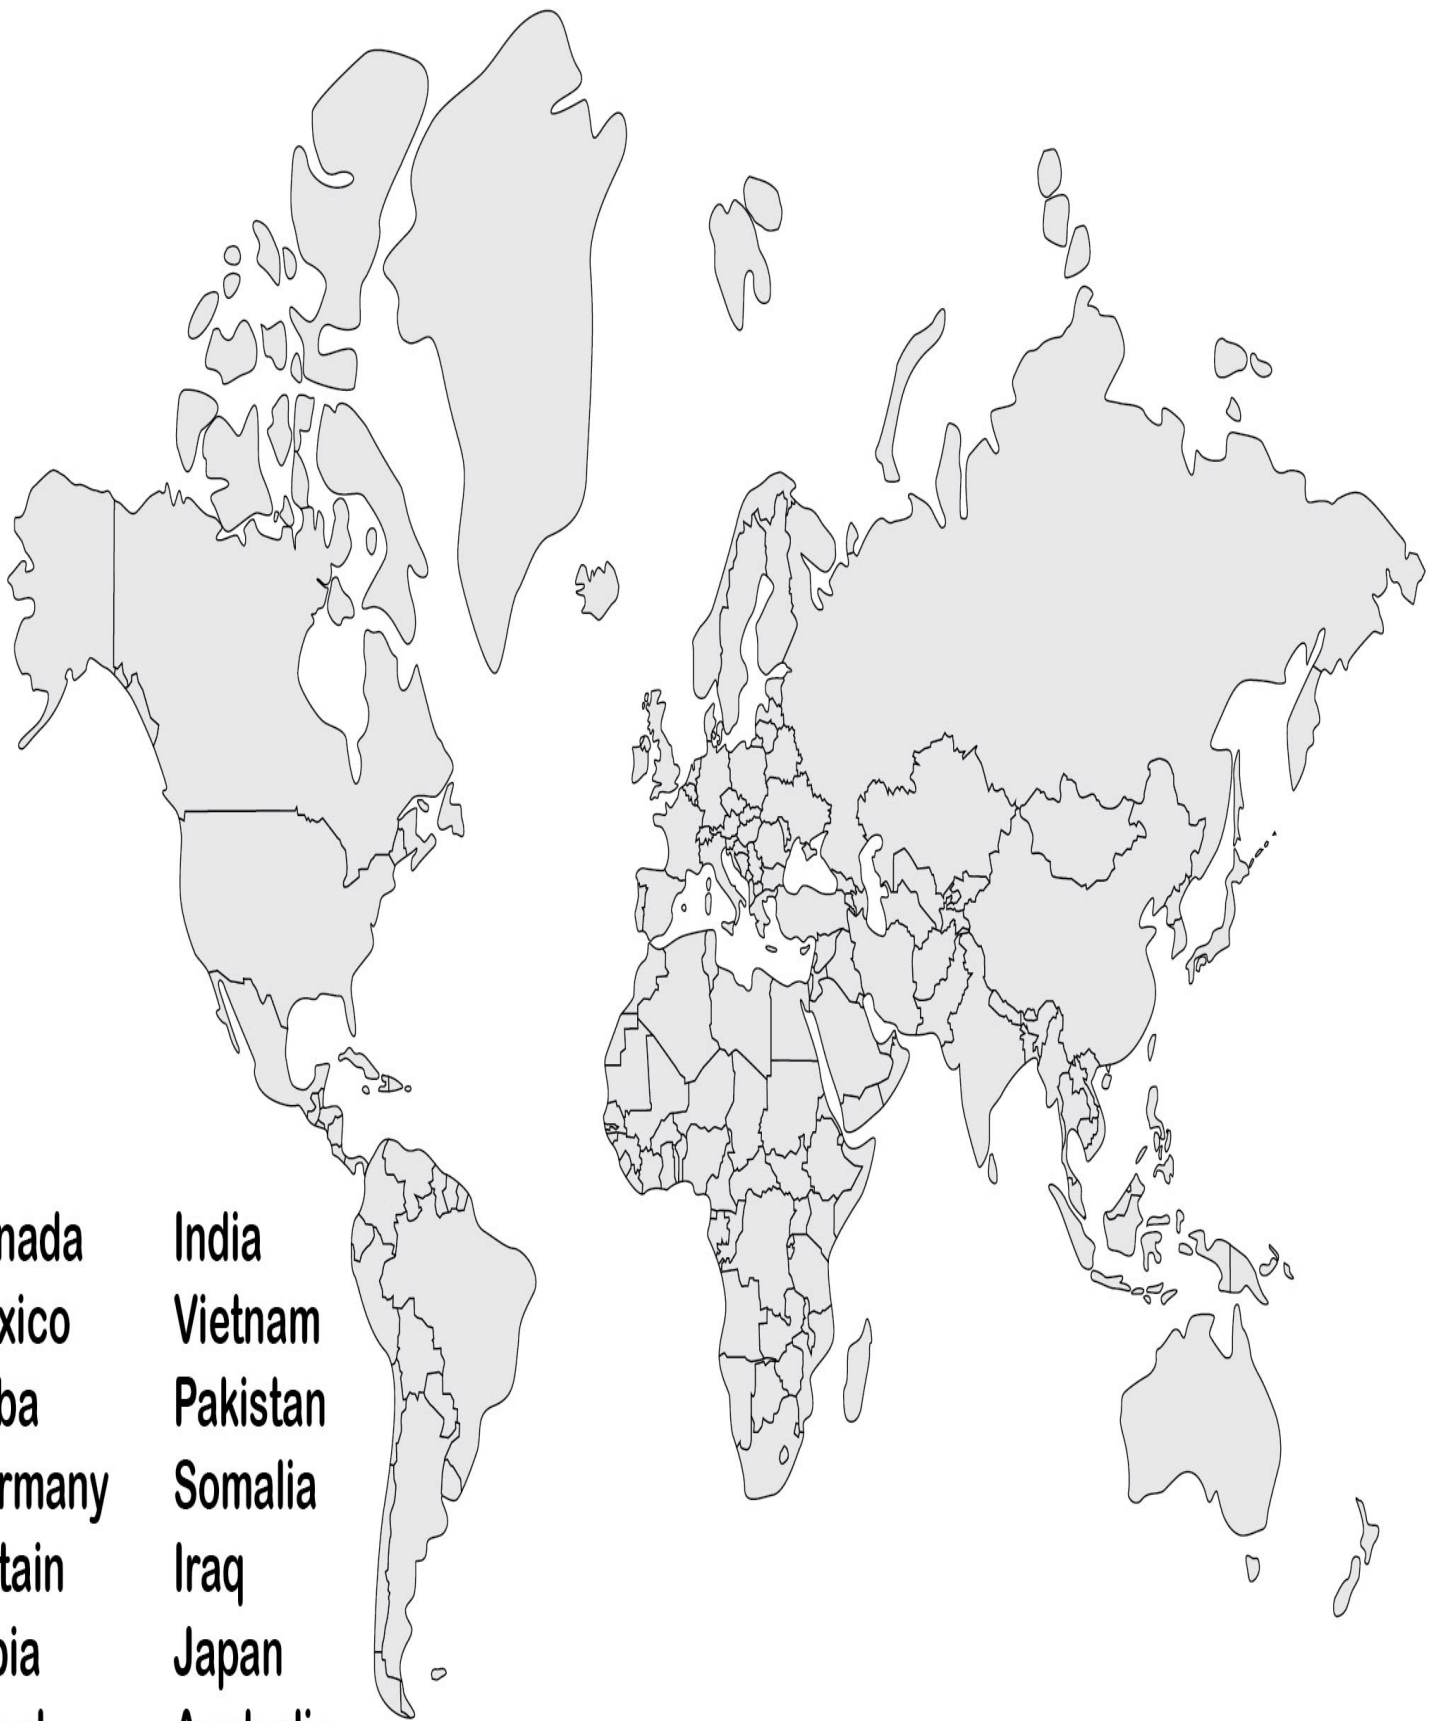 nada
xico
ba
rmany
tain
bia
India
Vietnam
Pakistan
Somalia
Iraq
Japan